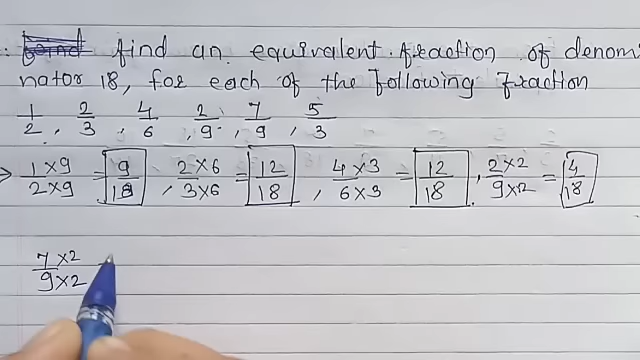 find an equivalent fraction of denomi
nator 18, for each of the following fraction
1/2, 2/3, 4/6, 2/9, 7/9, 5/3
→ 1×9/2×9 = 9/18, 2×6/3×6 = 12/18, 4×3/6×3 = 12/18, 2×2/9×2 = 4/18
7×2/9×2